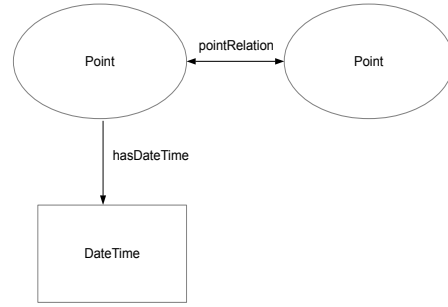 pointRelation
Point
Point
hasDateTime
DateTime